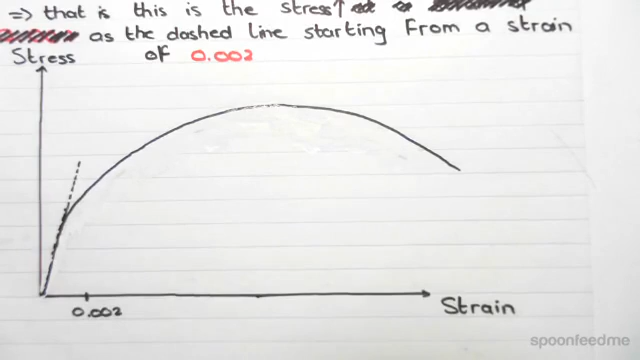 => that is this is the stress↑
as the dashed line starting from a strain
of 0.002
Stress
0.002
Strain
spoonfeedme